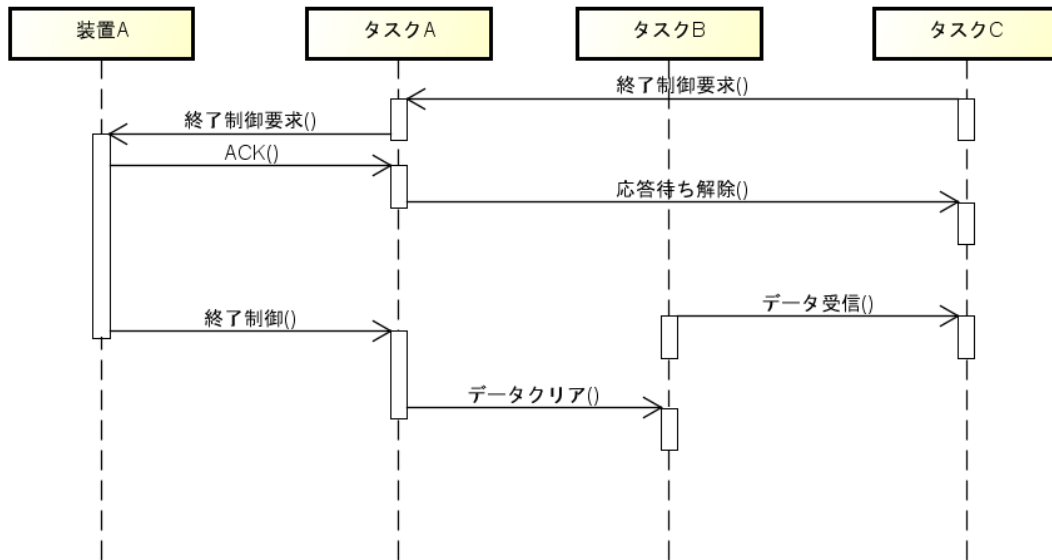 装置A
タスクA
タスクB
タスクC
終了制御要求()
終了制御要求()
ACK()
応答待ち解除()
データ受信()
終了制御()
データクリア()